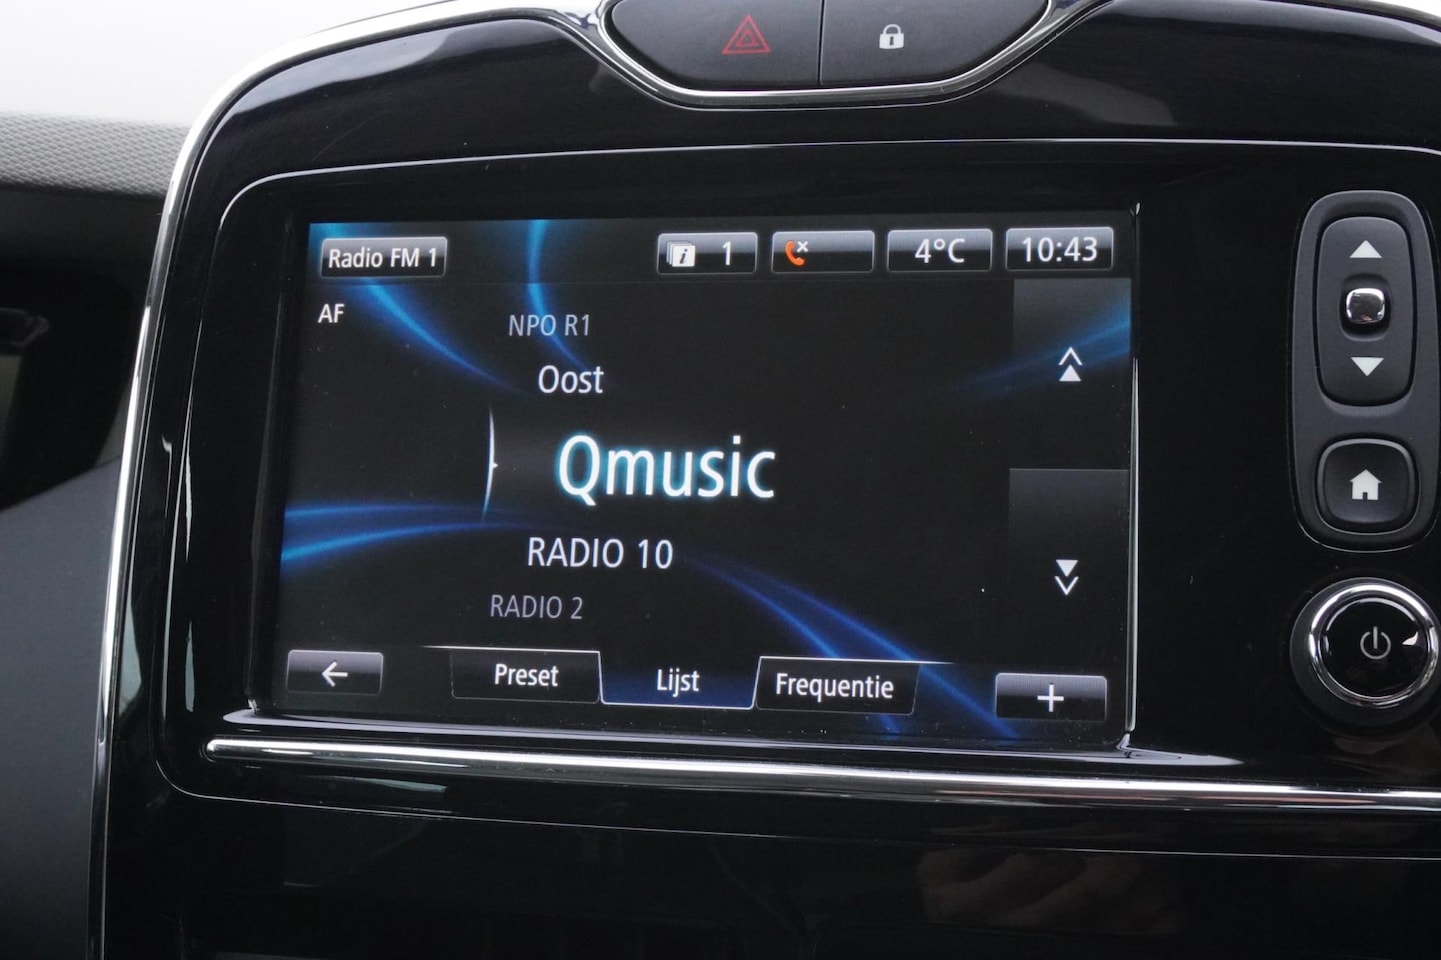 Radio FM 1
i 1
4°C
10:43
AF
NPO R1
Oost
Qmusic
RADIO 10
RADIO 2
Preset
Lijst
Frequentie
+